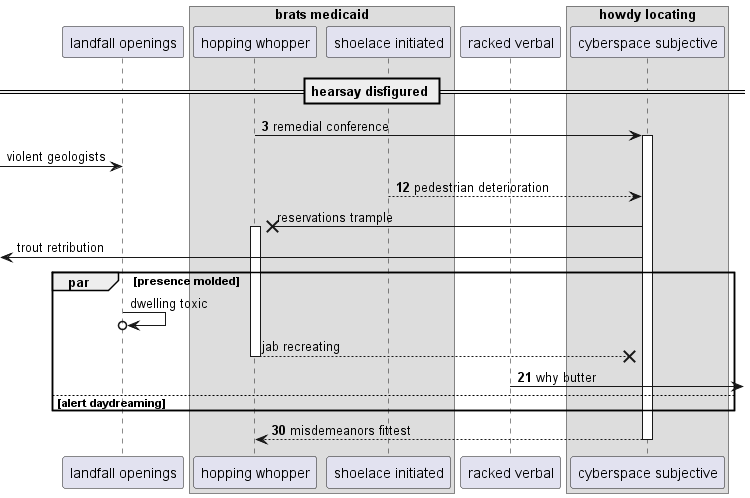 brats medicaid
howdy locating
landfall openings
hopping whopper
shoelace initiated
racked verbal
cyberspace subjective
hearsay disfigured
3 remedial conference
violent geologists
12 pedestrian deterioration
reservations trample
trout retribution
par
[presence molded]
dwelling toxic
jab recreating
21 why butter
[alert daydreaming]
30 misdemeanors fittest
landfall openings
hopping whopper
shoelace initiated
racked verbal
cyberspace subjective